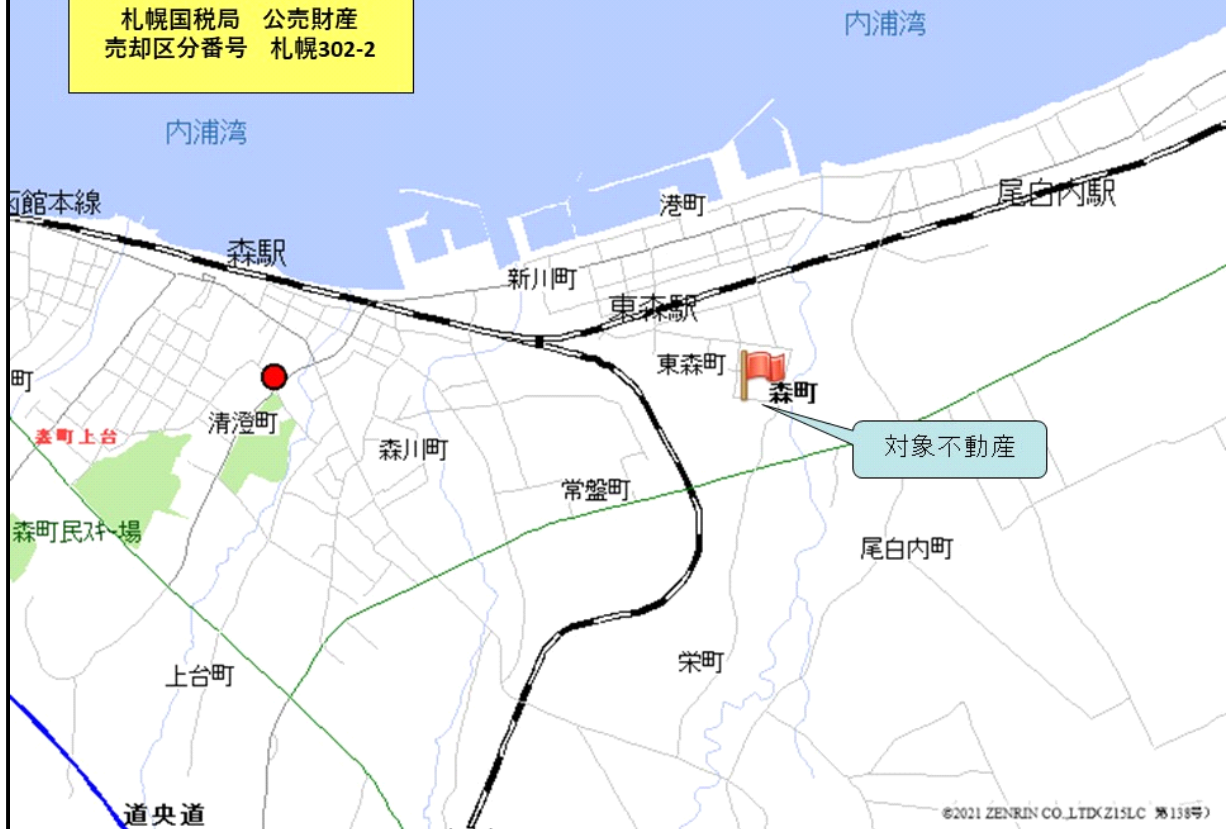 札幌国税局 公売財産
売却区分番号 札幌302-2
内浦湾
内浦湾
函館本線
尾白内駅
港町
森駅
新川町
東森駅
東森町
森町
町
清澄町
森町上台
森川町
対象不動産
常盤町
森町民スキー場
尾白内町
栄町
上台町
道央道
©2021 ZENRIN CO.,LTD(Z15LC 第138号)